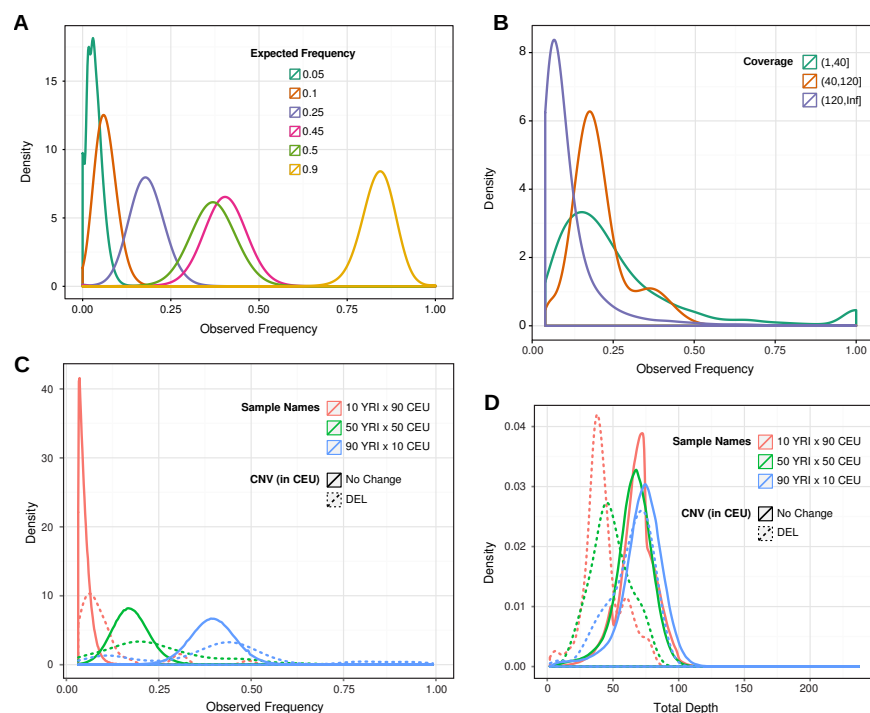 A
Density
15
10
5
0
0.00
0.25
0.50
0.75
1.00
Observed Frequency
Expected Frequency
0.05
0.1
0.25
0.45
0.5
0.9
B
Density
8
6
4
2
0
0.00
0.25
0.50
0.75
1.00
Observed Frequency
Coverage
(1,40]
(40,120]
(120,Inf]
C
Density
40
30
20
10
0
0.00
0.25
0.50
0.75
1.00
Observed Frequency
Sample Names
10 YRI x 90 CEU
50 YRI x 50 CEU
90 YRI x 10 CEU
CNV (in CEU)
No Change
DEL
D
Density
0.04
0.03
0.02
0.01
0.00
0
50
100
150
200
Total Depth
Sample Names
10 YRI x 90 CEU
50 YRI x 50 CEU
90 YRI x 10 CEU
CNV (in CEU)
No Change
DEL